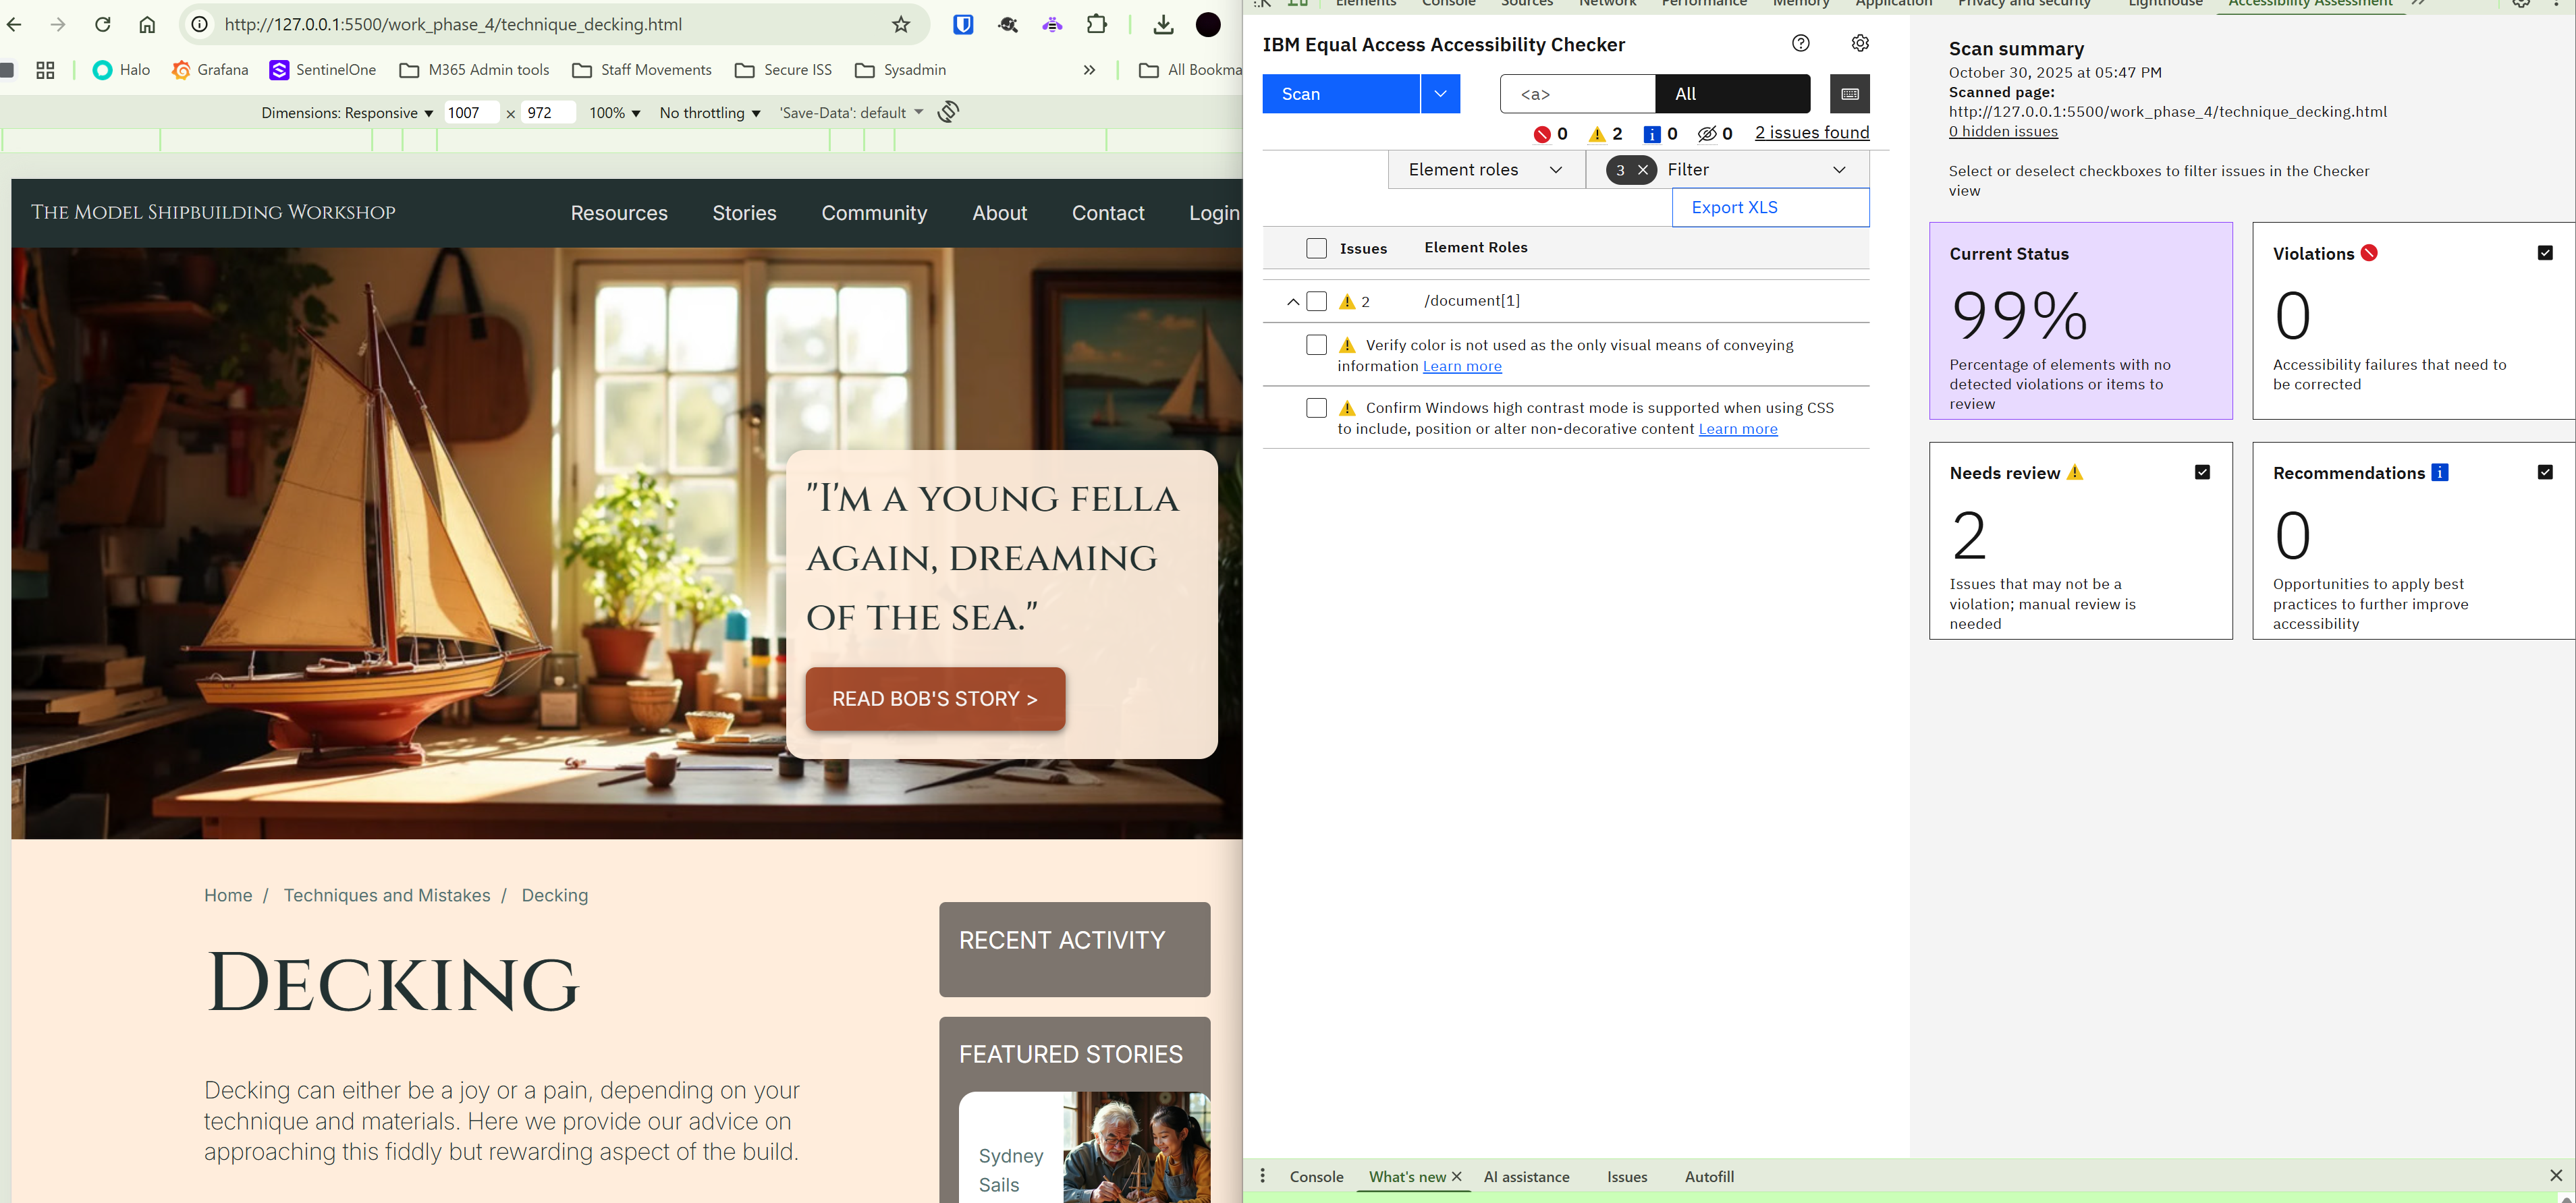 http://127.0.0.1:5500/work_phase_4/technique_decking.html
Halo
Grafana
SentinelOne
M365 Admin tools
Staff Movements
Secure ISS
Sysadmin
»
All Bookma
Dimensions: Responsive ▼ 1007 × 972 100% ▼ No throttling ▼ 'Save-Data': default ▼
THE MODEL SHIPBUILDING WORKSHOP
Resources
Stories
Community
About
Contact
Login
"I'M A YOUNG FELLA
AGAIN, DREAMING
OF THE SEA."
READ BOB'S STORY >
Home / Techniques and Mistakes / Decking
DECKING
Decking can either be a joy or a pain, depending on your
technique and materials. Here we provide our advice on
approaching this fiddly but rewarding aspect of the build.
RECENT ACTIVITY
FEATURED STORIES
Sydney
Sails
Elements
Console
Sources
Network
Performance
Memory
Application
Privacy and security
Lighthouse
Accessibility Assessment
IBM Equal Access Accessibility Checker
Scan
<a>
All
0 2 0 0 2 issues found
Element roles
3 × Filter
Export XLS
Issues Element Roles
2 /document[1]
Verify color is not used as the only visual means of conveying
information Learn more
Confirm Windows high contrast mode is supported when using CSS
to include, position or alter non-decorative content Learn more
Scan summary
October 30, 2025 at 05:47 PM
Scanned page:
http://127.0.0.1:5500/work_phase_4/technique_decking.html
0 hidden issues
Select or deselect checkboxes to filter issues in the Checker
view
Current Status
99%
Percentage of elements with no
detected violations or items to
review
Violations
0
Accessibility failures that need to
be corrected
Needs review
2
Issues that may not be a
violation; manual review is
needed
Recommendations
0
Opportunities to apply best
practices to further improve
accessibility
Console
What's new
AI assistance
Issues
Autofill